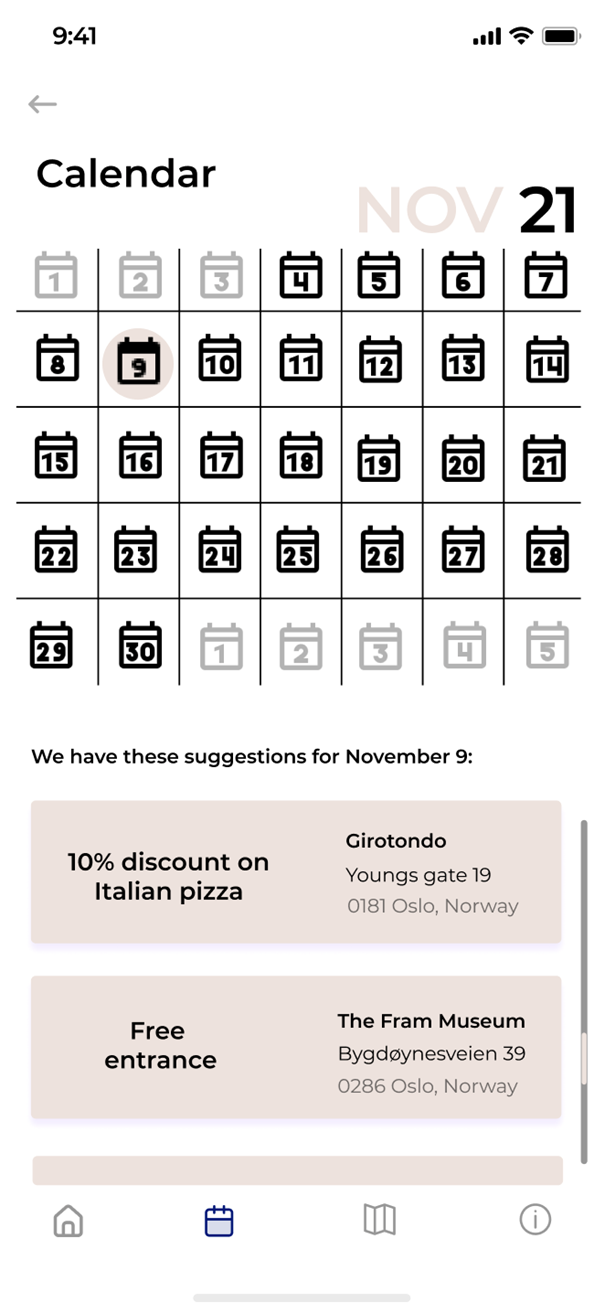 9:41
Calendar
NOV 21
1 2 3 4 5 6 7
8 9 10 11 12 13 14
15 16 17 18 19 20 21
22 23 24 25 26 27 28
29 30 1 2 3 4 5
We have these suggestions for November 9:
10% discount on
Italian pizza
Girotondo
Youngs gate 19
0181 Oslo, Norway
Free
entrance
The Fram Museum
Bygdøynesveien 39
0286 Oslo, Norway